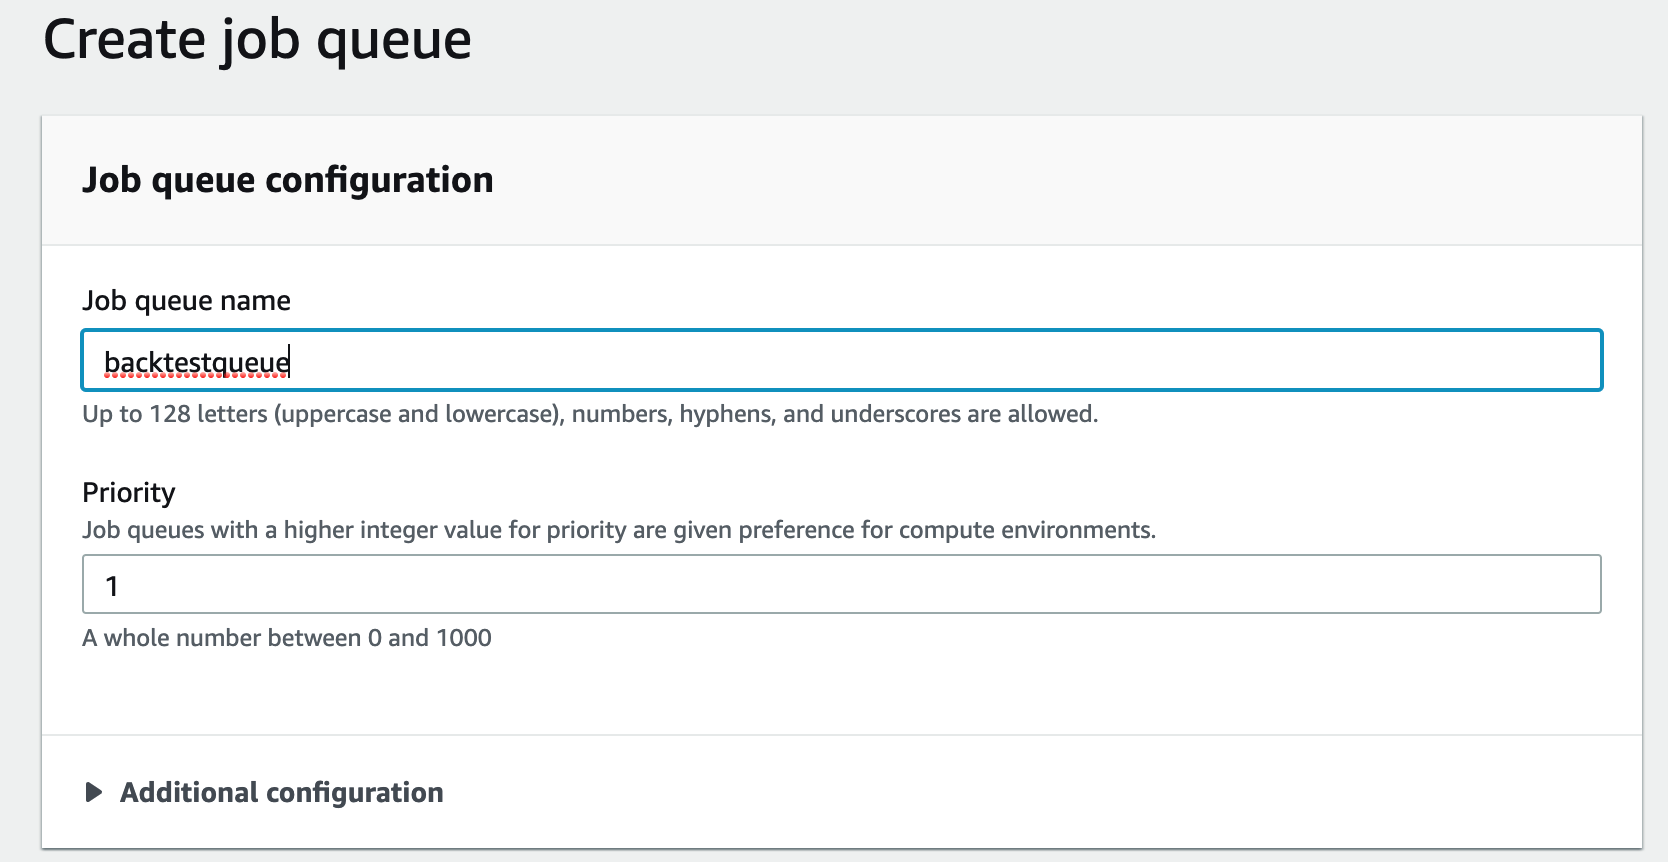 Create job queue
Job queue configuration
Job queue name
backtestqueue
Up to 128 letters (uppercase and lowercase), numbers, hyphens, and underscores are allowed.
Priority
Job queues with a higher integer value for priority are given preference for compute environments.
1
A whole number between 0 and 1000
Additional configuration